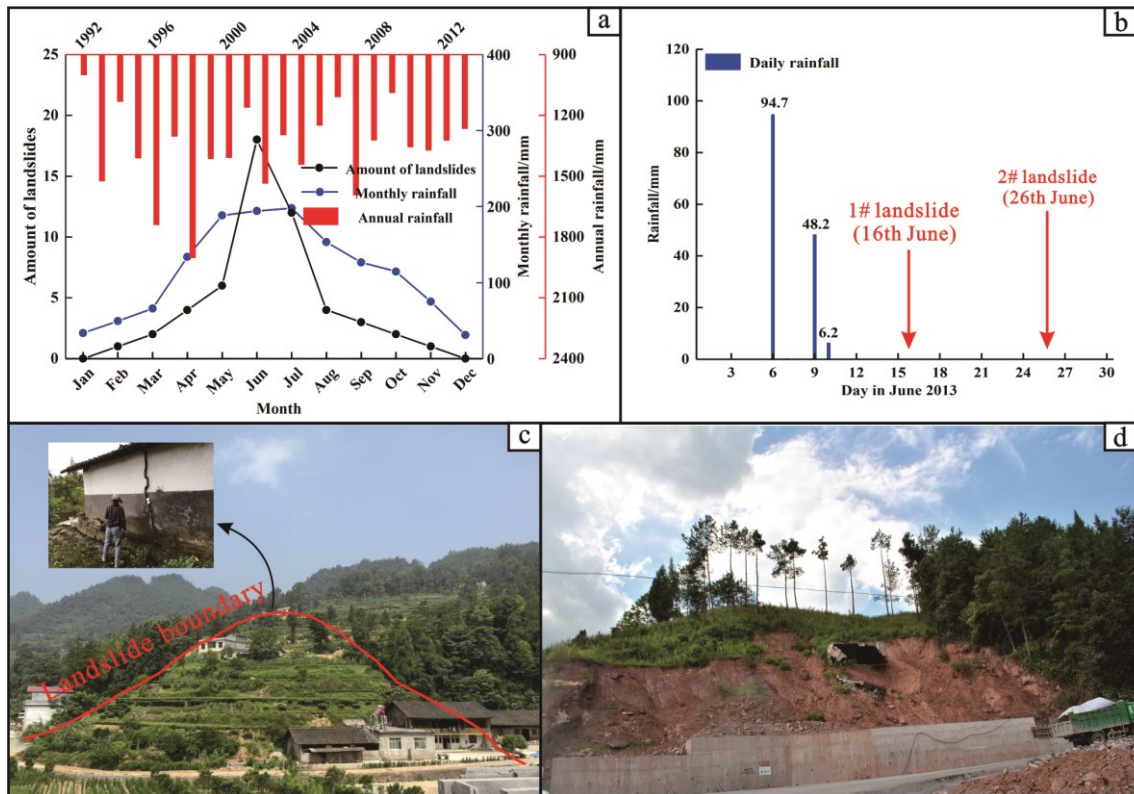 a
1992 1996 2000 2004 2008 2012
25
20
15
10
5
0
Amount of landslides
400
300
200
100
0
Monthly rainfall/mm
900
1200
1500
1800
2100
2400
Annual rainfall/mm
Amount of landslides
Monthly rainfall
Annual rainfall
Jan Feb Mar Apr May Jun Jul Aug Sep Oct Nov Dec
Month
b
120
100
80
60
40
20
0
Rainfall/mm
Daily rainfall
94.7
48.2
6.2
1# landslide
(16th June)
2# landslide
(26th June)
3 6 9 12 15 18 21 24 27 30
Day in June 2013
c
Landslide boundary
d